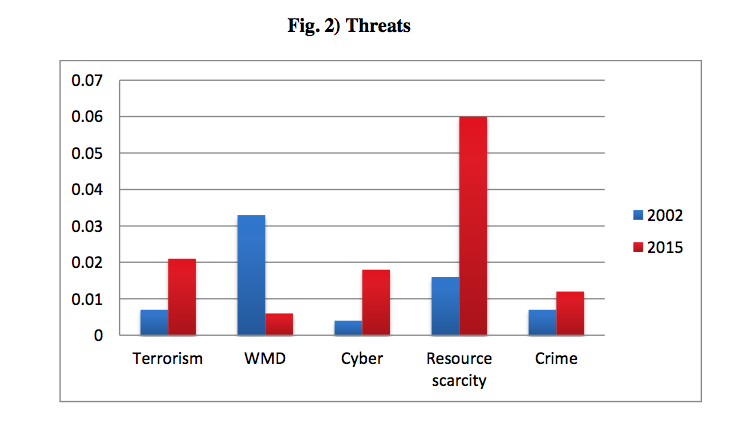 Fig. 2) Threats
0.07
0.06
0.05
0.04
0.03
0.02
0.01
0
2002
2015
Terrorism
WMD
Cyber
Resource
scarcity
Crime